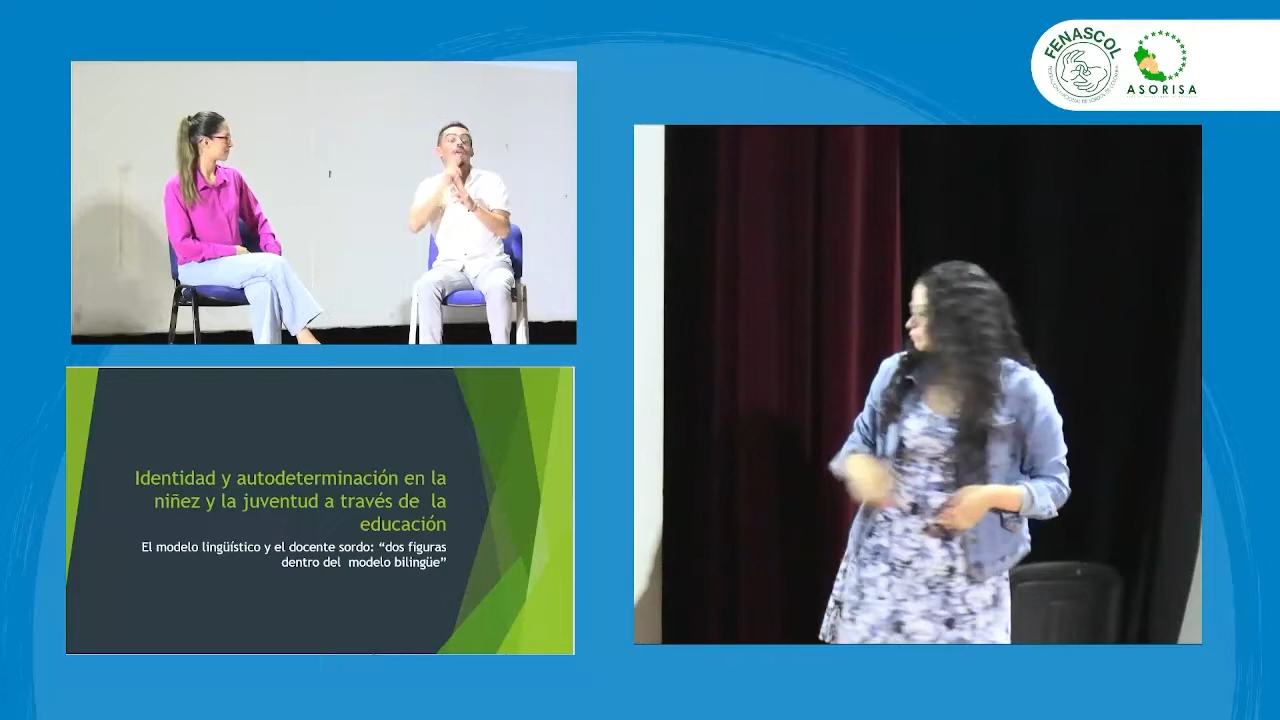 FENASCOL
ASORISA
Identidad y autodeterminación en la
niñez y la juventud a través de la
educación
El modelo lingüístico y el docente sordo: “dos figuras
dentro del modelo bilingüe”